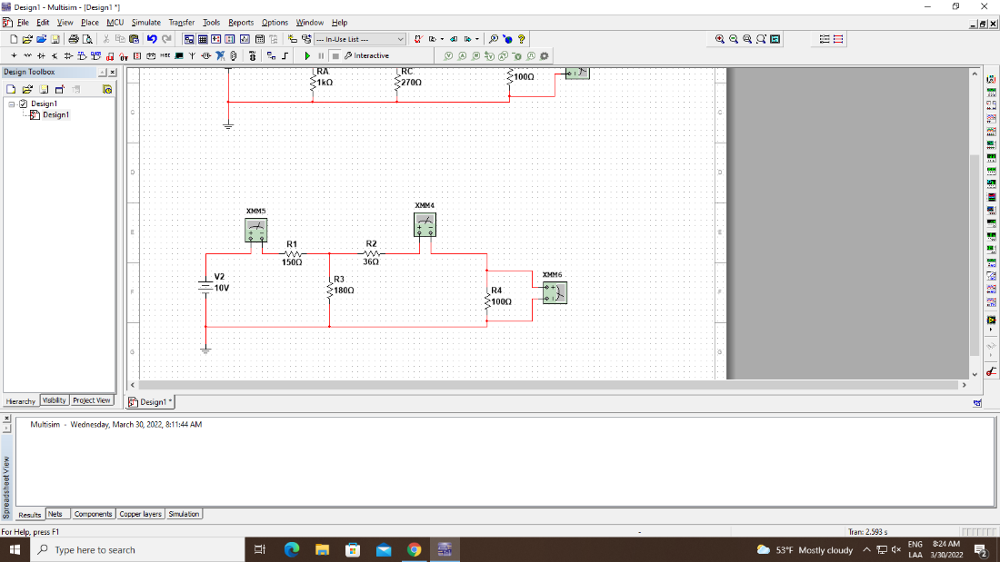 Design1 - Multisim - [Design1 *]
File Edit View Place MCU Simulate Transfer Tools Reports Options Window Help
--- In-Use List ---
Interactive
Design Toolbox
Design1
Design1
Hierarchy Visibility Project View
RA
1kΩ
RC
270Ω
100Ω
C
C
D
D
E
E
F
F
G
G
XMM5
XMM4
R1
150Ω
R2
36Ω
V2
10V
R3
180Ω
R4
100Ω
XMM6
Design1 *
Multisim - Wednesday, March 30, 2022, 8:11:44 AM
Spreadsheet View
Results Nets Components Copper layers Simulation
For Help, press F1
-
Tran: 2.593 s
Type here to search
53°F Mostly cloudy
ENG
LAA
8:24 AM
3/30/2022
2